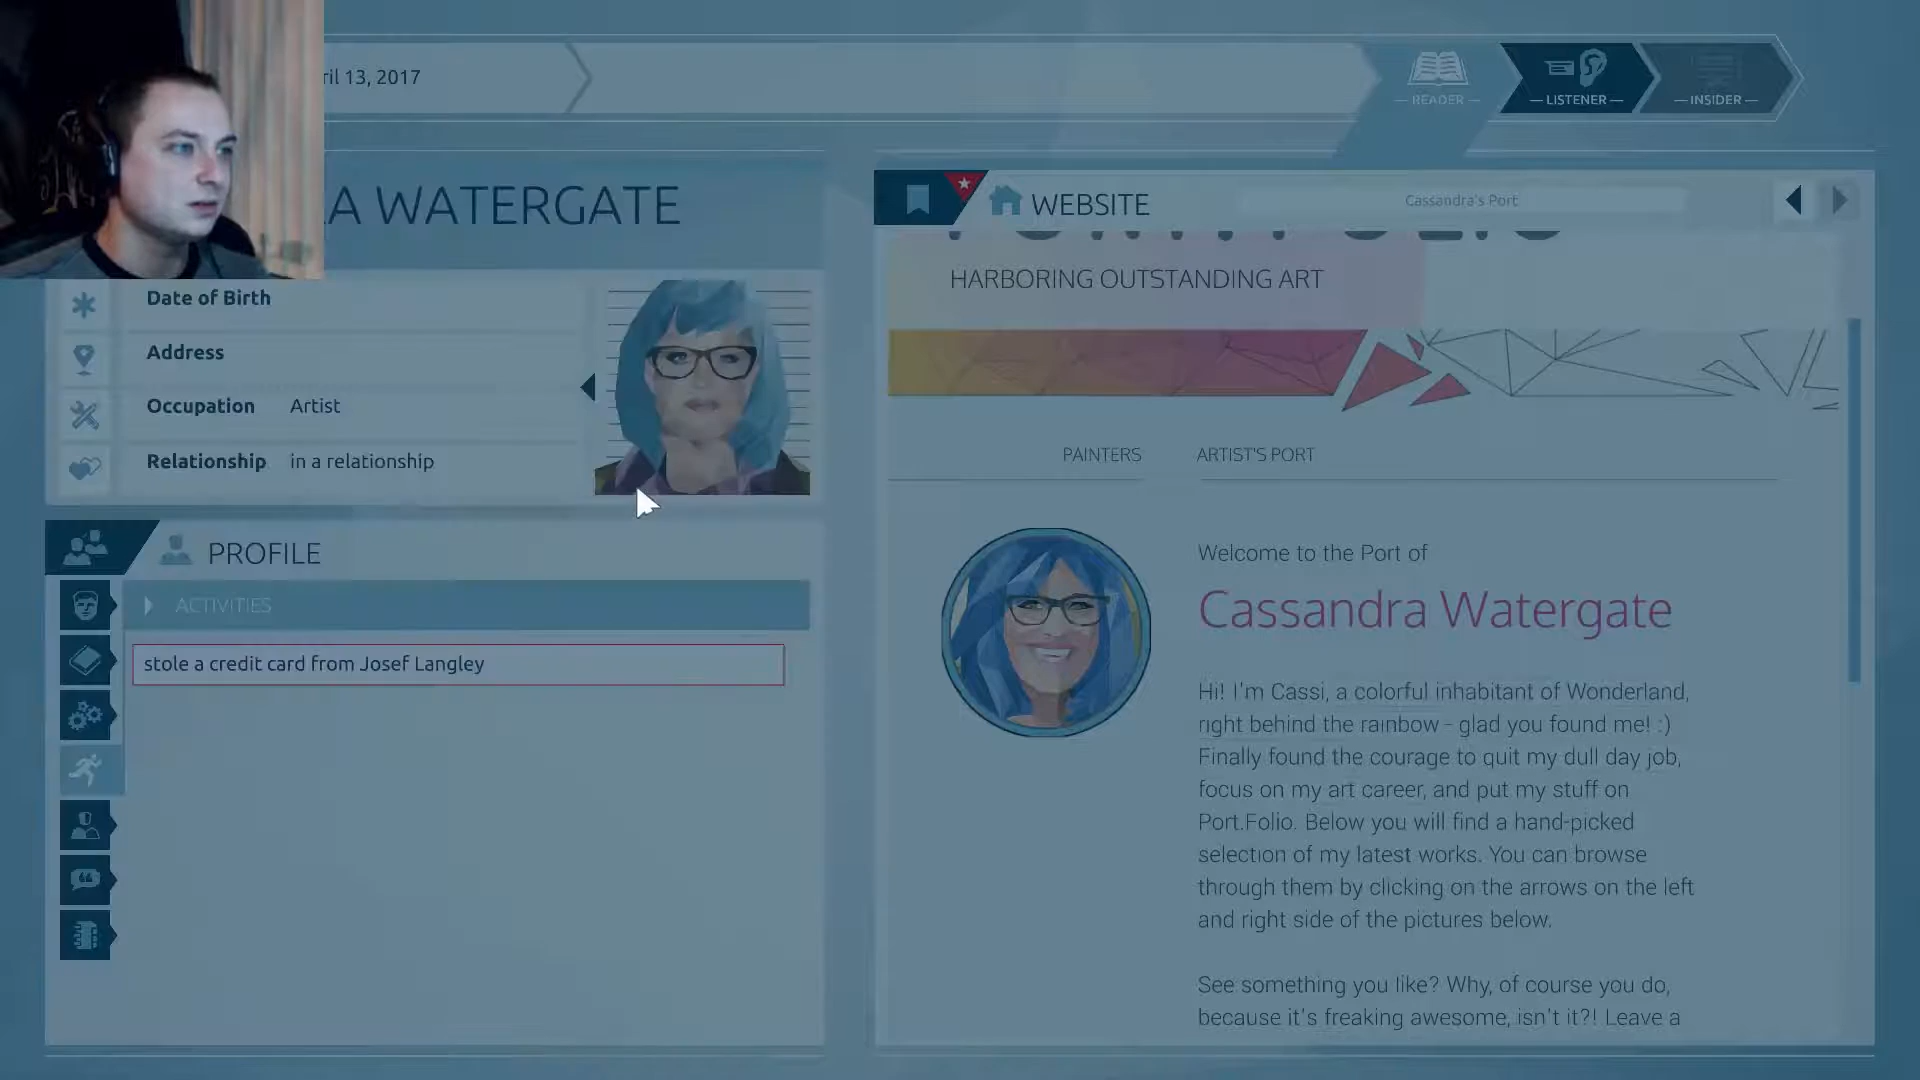 ril 13, 2017
READER
LISTENER
INSIDER
A WATERGATE
WEBSITE
Cassandra's Port
HARBORING OUTSTANDING ART
Date of Birth
Address
Occupation Artist
Relationship in a relationship
PAINTERS ARTIST'S PORT
PROFILE
ACTIVITIES
stole a credit card from Josef Langley
Welcome to the Port of
Cassandra Watergate
Hi! I'm Cassi, a colorful inhabitant of Wonderland,
right behind the rainbow - glad you found me! :)
Finally found the courage to quit my dull day job,
focus on my art career, and put my stuff on
Port.Folio. Below you will find a hand-picked
selection of my latest works. You can browse
through them by clicking on the arrows on the left
and right side of the pictures below.
See something you like? Why, of course you do,
because it's freaking awesome, isn't it?! Leave a